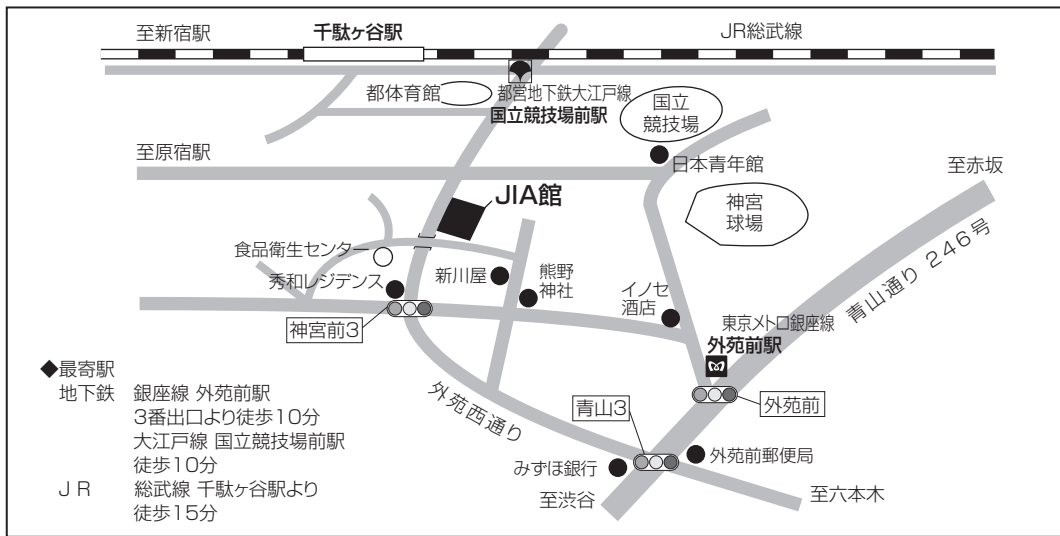 至新宿駅
千駄ヶ谷駅
JR総武線
都体育館
都営地下鉄大江戸線
国立競技場前駅
国立
競技場
至原宿駅
日本青年館
至赤坂
JIA館
神宮
球場
食品衛生センター
秀和レジデンス
新川屋
熊野
神社
イノセ
酒店
青山通り 246号
神宮前3
東京メトロ銀座線
外苑前駅
外苑西通り
青山3
外苑前
みずほ銀行
外苑前郵便局
至渋谷
至六本木
◆最寄駅
地下鉄 銀座線 外苑前駅
3番出口より徒歩10分
大江戸線 国立競技場前駅
徒歩10分
JR 総武線 千駄ヶ谷駅より
徒歩15分